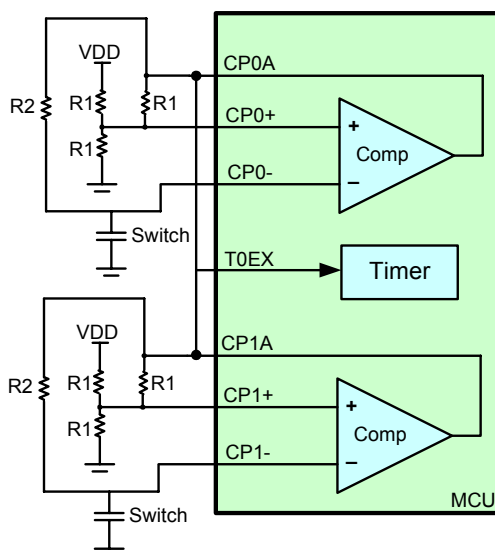 VDD
CP0A
R2
R1
R1
CP0+
R1
+
Comp
CP0-
−
Switch
T0EX
Timer
VDD
CP1A
R2
R1
R1
CP1+
R1
+
Comp
CP1-
−
MCU
Switch